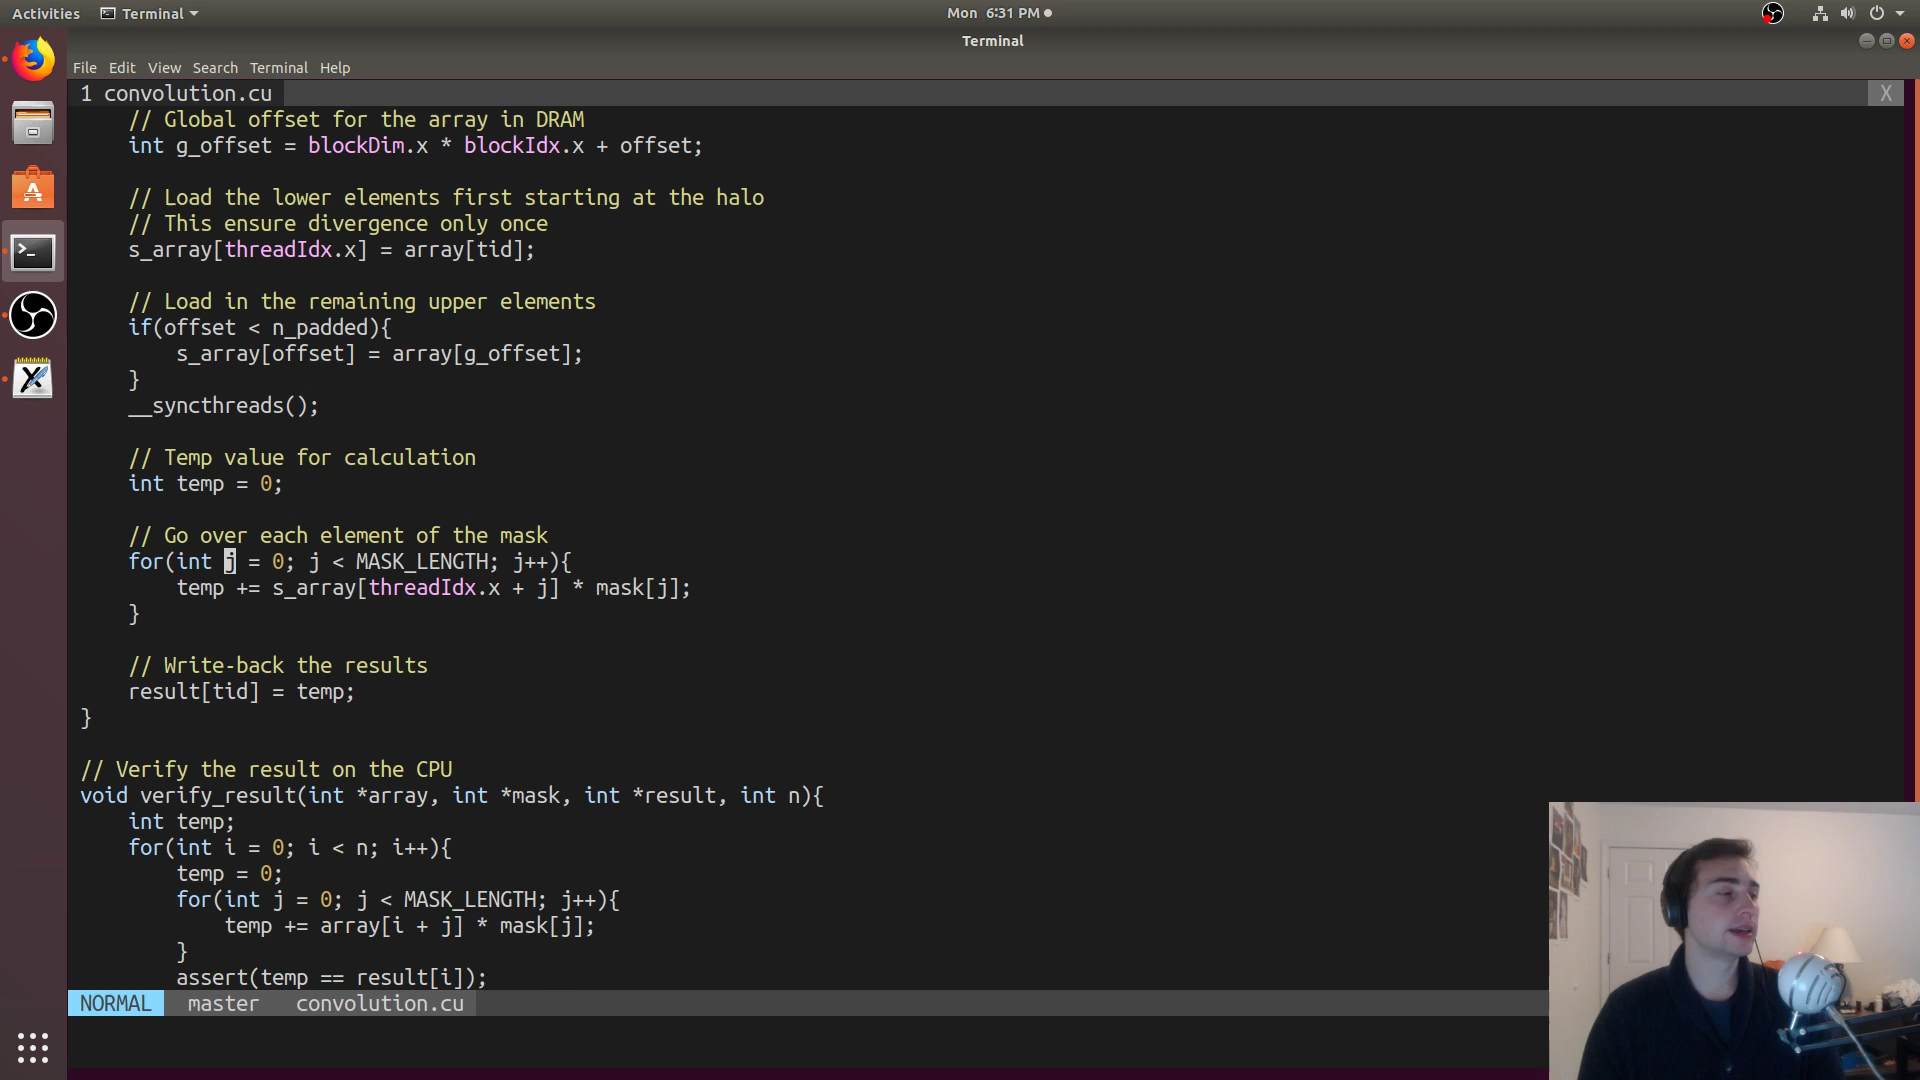 Activities Terminal Mon 6:31 PM
Terminal
File Edit View Search Terminal Help
1 convolution.cu X
// Global offset for the array in DRAM
int g_offset = blockDim.x * blockIdx.x + offset;
// Load the lower elements first starting at the halo
// This ensure divergence only once
s_array[threadIdx.x] = array[tid];
// Load in the remaining upper elements
if(offset < n_padded){
s_array[offset] = array[g_offset];
}
__syncthreads();
// Temp value for calculation
int temp = 0;
// Go over each element of the mask
for(int j = 0; j < MASK_LENGTH; j++){
temp += s_array[threadIdx.x + j] * mask[j];
}
// Write-back the results
result[tid] = temp;
}
// Verify the result on the CPU
void verify_result(int *array, int *mask, int *result, int n){
int temp;
for(int i = 0; i < n; i++){
temp = 0;
for(int j = 0; j < MASK_LENGTH; j++){
temp += array[i + j] * mask[j];
}
assert(temp == result[i]);
NORMAL master convolution.cu